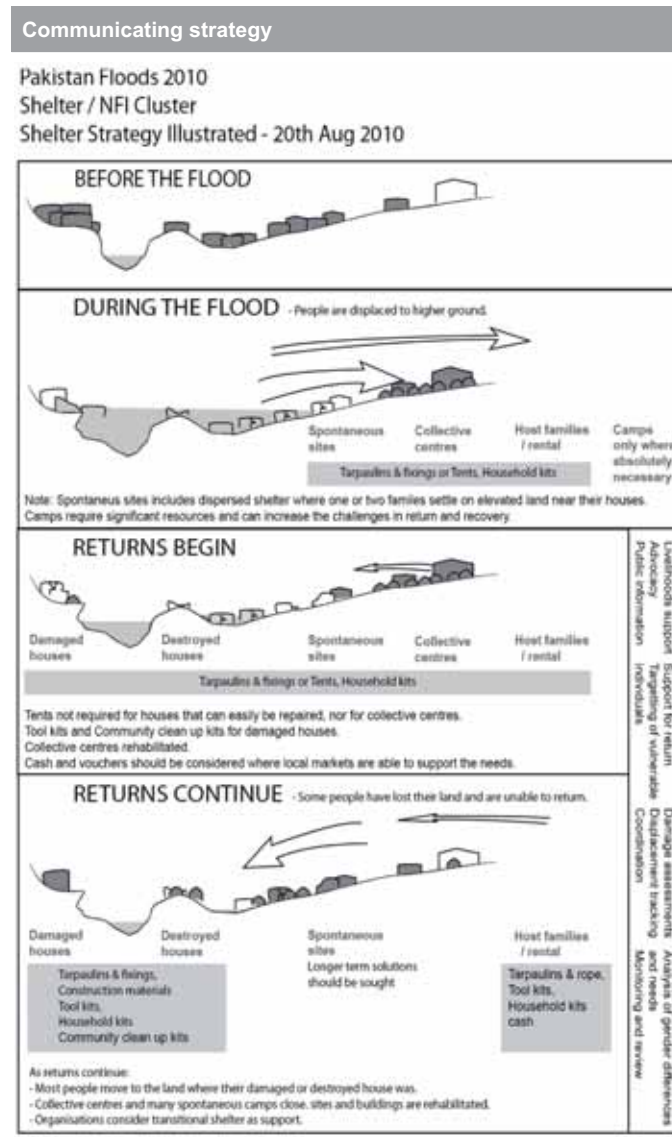 Communicating strategy
Pakistan Floods 2010
Shelter / NFI Cluster
Shelter Strategy Illustrated - 20th Aug 2010
BEFORE THE FLOOD
DURING THE FLOOD - People are displaced to higher ground.
Spontaneous sites
Collective centres
Host families / rental
Camps only where absolutely necessary
Tarpaulins & fixings or Tents, Household kits
Note: Spontaneus sites includes dispersed shelter where one or two familes settle on elevated land near their houses.
Camps require significant resources and can increase the challenges in return and recovery.
RETURNS BEGIN
Damaged houses
Destroyed houses
Spontaneous sites
Collective centres
Host families / rental
Tarpaulins & fixings or Tents, Household kits
Tents not required for houses that can easily be repaired, nor for collective centres.
Tool kits and Community clean up kits for damaged houses.
Collective centres rehabilitated.
Cash and vouchers should be considered where local markets are able to support the needs.
RETURNS CONTINUE - Some people have lost their land and are unable to return.
Damaged houses
Destroyed houses
Spontaneous sites
Longer term solutions
should be sought
Host families / rental
Tarpaulins & fixings,
Construction materials
Tool kits,
Household kits
Community clean up kits
Tarpaulins & rope,
Tool kits,
Household kits
cash
As returns continue:
- Most people move to the land where their damaged or destroyed house was.
- Collective centres and many spontaneous camps close. sites and buildings are rehabilitated.
- Organisations consider transitional shelter as support.
Livelihoods support
Advocacy
Public information
Support for return
Targetting of vulnerable
individuals
Damage assessments
Displacement tracking
Coordination
Analysis of gender differences
and needs
Monitoring and review